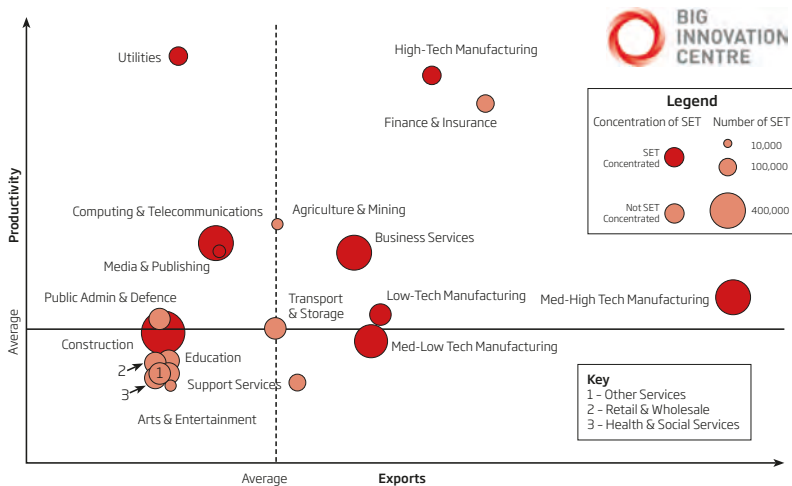 BIG
INNOVATION
CENTRE
Utilities
High-Tech Manufacturing
Finance & Insurance
Legend
Concentration of SET
Number of SET
SET
Concentrated
10,000
100,000
Not SET
Concentrated
400,000
Productivity
Computing & Telecommunications
Agriculture & Mining
Business Services
Media & Publishing
Public Admin & Defence
Transport
& Storage
Low-Tech Manufacturing
Med-High Tech Manufacturing
Average
Construction
Med-Low Tech Manufacturing
Education
2
1
3
Support Services
Arts & Entertainment
Key
1 – Other Services
2 – Retail & Wholesale
3 – Health & Social Services
Average
Exports